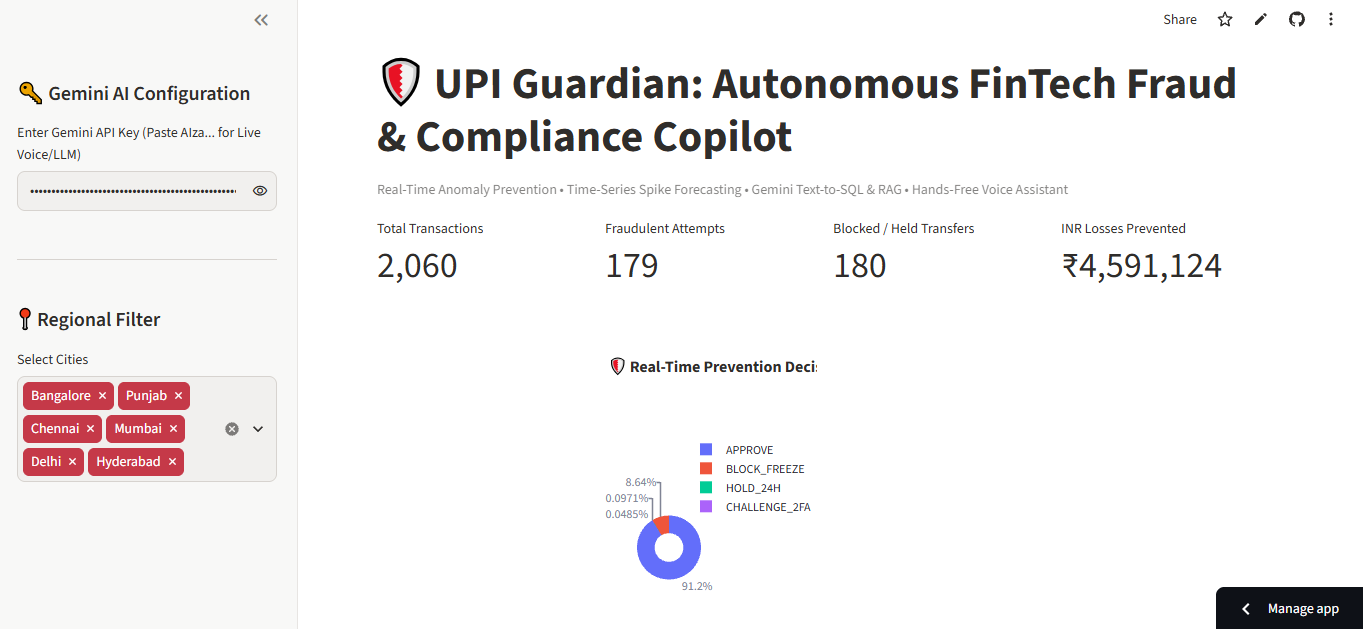 Share
Gemini AI Configuration
Enter Gemini API Key (Paste AIza... for Live
Voice/LLM)
••••••••••••••••••••••••••••••••••••••••••••••••
Regional Filter
Select Cities
Bangalore × Punjab ×
Chennai × Mumbai ×
Delhi × Hyderabad ×
UPI Guardian: Autonomous FinTech Fraud
& Compliance Copilot
Real-Time Anomaly Prevention • Time-Series Spike Forecasting • Gemini Text-to-SQL & RAG • Hands-Free Voice Assistant
Total Transactions
2,060
Fraudulent Attempts
179
Blocked / Held Transfers
180
INR Losses Prevented
₹4,591,124
Real-Time Prevention Deci
APPROVE
BLOCK_FREEZE
HOLD_24H
CHALLENGE_2FA
8.64%
0.0971%
0.0485%
91.2%
Manage app